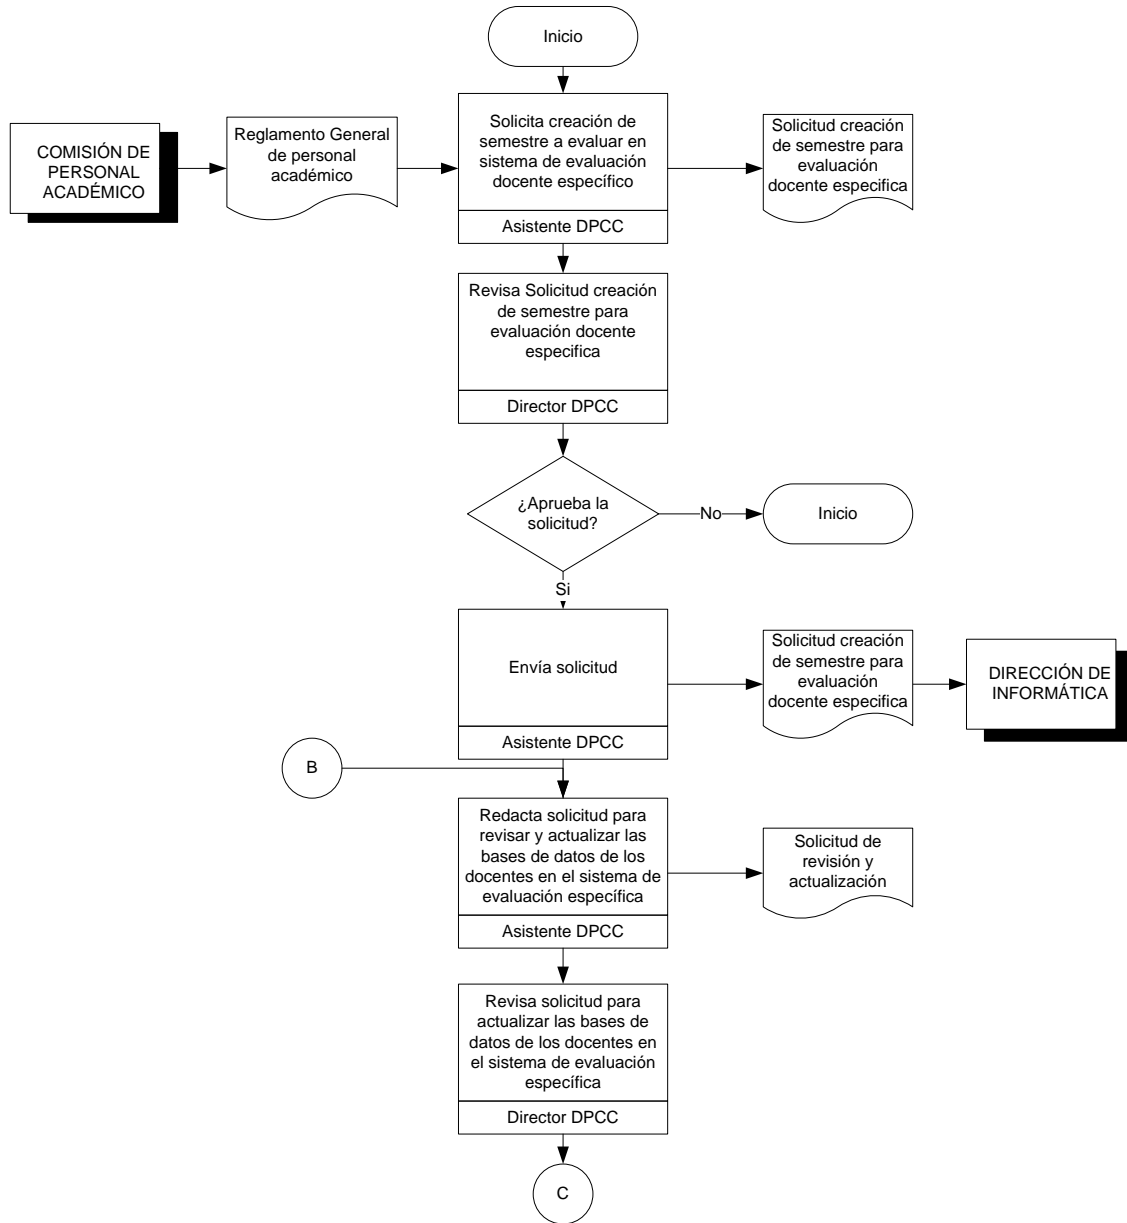 Inicio
COMISIÓN DE
PERSONAL
ACADÉMICO
Reglamento General
de personal
académico
Solicita creación de
semestre a evaluar en
sistema de evaluación
docente específico
Asistente DPCC
Solicitud creación
de semestre para
evaluación
docente especifica
Revisa Solicitud creación
de semestre para
evaluación docente
especifica
Director DPCC
¿Aprueba la
solicitud?
No
Inicio
Si
Envía solicitud
Asistente DPCC
Solicitud creación
de semestre para
evaluación
docente especifica
DIRECCIÓN DE
INFORMÁTICA
B
Redacta solicitud para
revisar y actualizar las
bases de datos de los
docentes en el sistema de
evaluación específica
Asistente DPCC
Solicitud de
revisión y
actualización
Revisa solicitud para
actualizar las bases de
datos de los docentes en
el sistema de evaluación
específica
Director DPCC
C